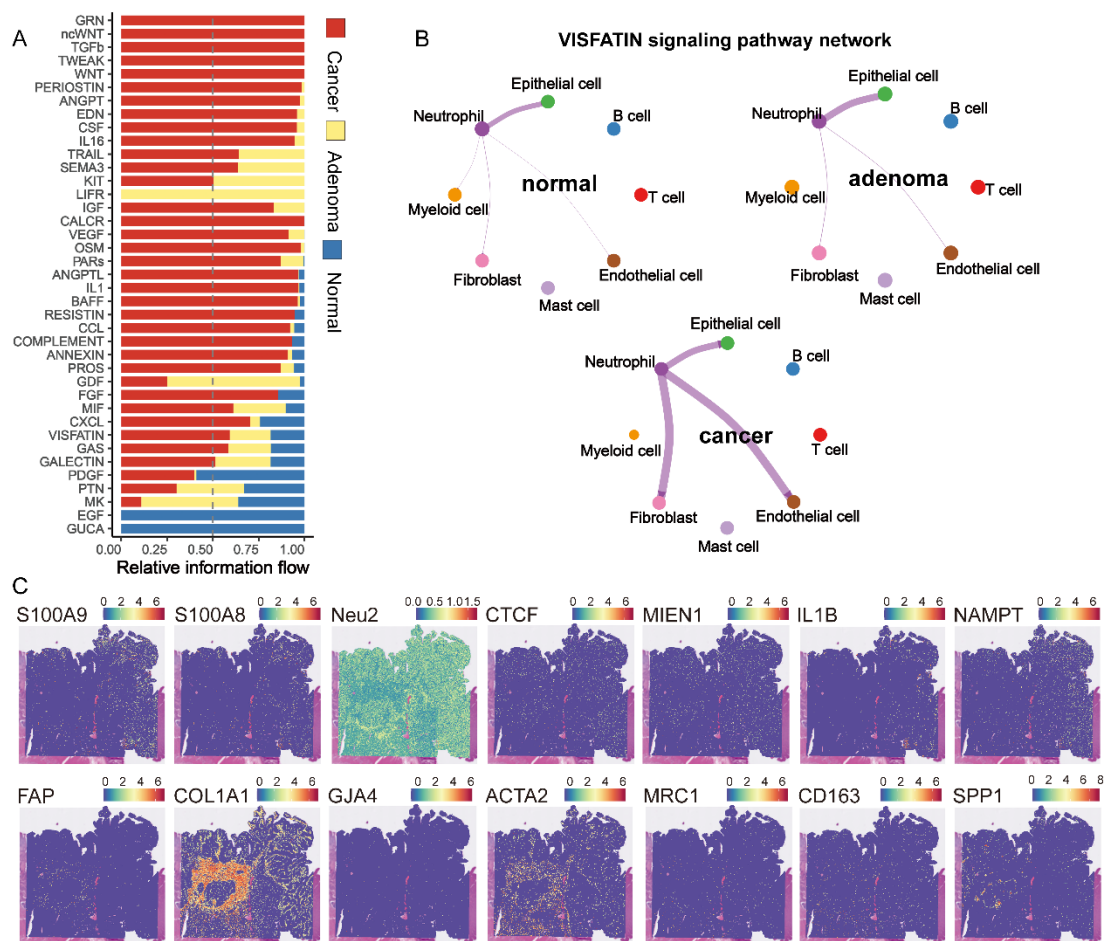 A
GRN
ncWNT
TGFb
TWEAK
WNT
PERIOSTIN
ANGPT
EDN
CSF
IL16
TRAIL
SEMA3
KIT
LIFR
IGF
CALCR
VEGF
OSM
PARs
ANGPTL
IL1
BAFF
RESISTIN
CCL
COMPLEMENT
ANNEXIN
PROS
GDF
FGF
MIF
CXCL
VISFATIN
GAS
GALECTIN
PDGF
PTN
MK
EGF
GUCA
0.00 0.25 0.50 0.75 1.00
Relative information flow
Cancer
Adenoma
Normal
B
VISFATIN signaling pathway network
Epithelial cell
Neutrophil
B cell
normal
T cell
Myeloid cell
Fibroblast
Endothelial cell
Mast cell
Epithelial cell
Neutrophil
B cell
adenoma
T cell
Myeloid cell
Fibroblast
Endothelial cell
Mast cell
Epithelial cell
Neutrophil
B cell
cancer
T cell
Myeloid cell
Fibroblast
Endothelial cell
Mast cell
C
S100A9 0 2 4 6
S100A8 0 2 4 6
Neu2 0.0 0.5 1.0 1.5
CTCF 0 2 4 6
MIEN1 0 2 4 6
IL1B 0 2 4 6
NAMPT 0 2 4 6
FAP 0 2 4 6
COL1A1 0 2 4 6
GJA4 0 2 4 6
ACTA2 0 2 4 6
MRC1 0 2 4 6
CD163 0 2 4 6
SPP1 0 2 4 6 8